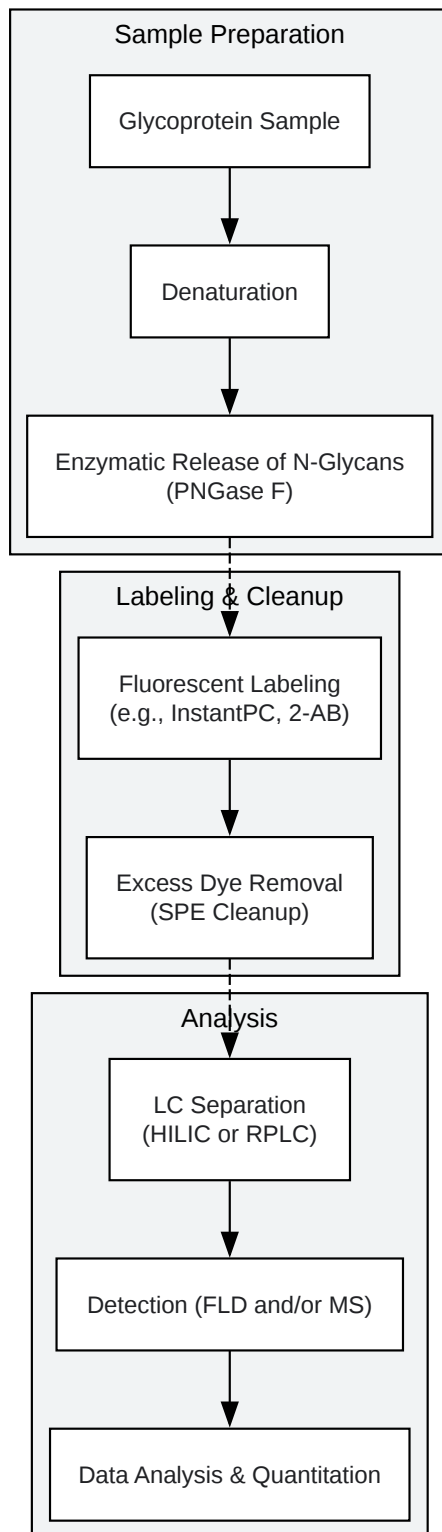 Sample Preparation
Glycoprotein Sample
Denaturation
Enzymatic Release of N-Glycans
(PNGase F)
Labeling & Cleanup
Fluorescent Labeling
(e.g., InstantPC, 2-AB)
Excess Dye Removal
(SPE Cleanup)
Analysis
LC Separation
(HILIC or RPLC)
Detection (FLD and/or MS)
Data Analysis & Quantitation